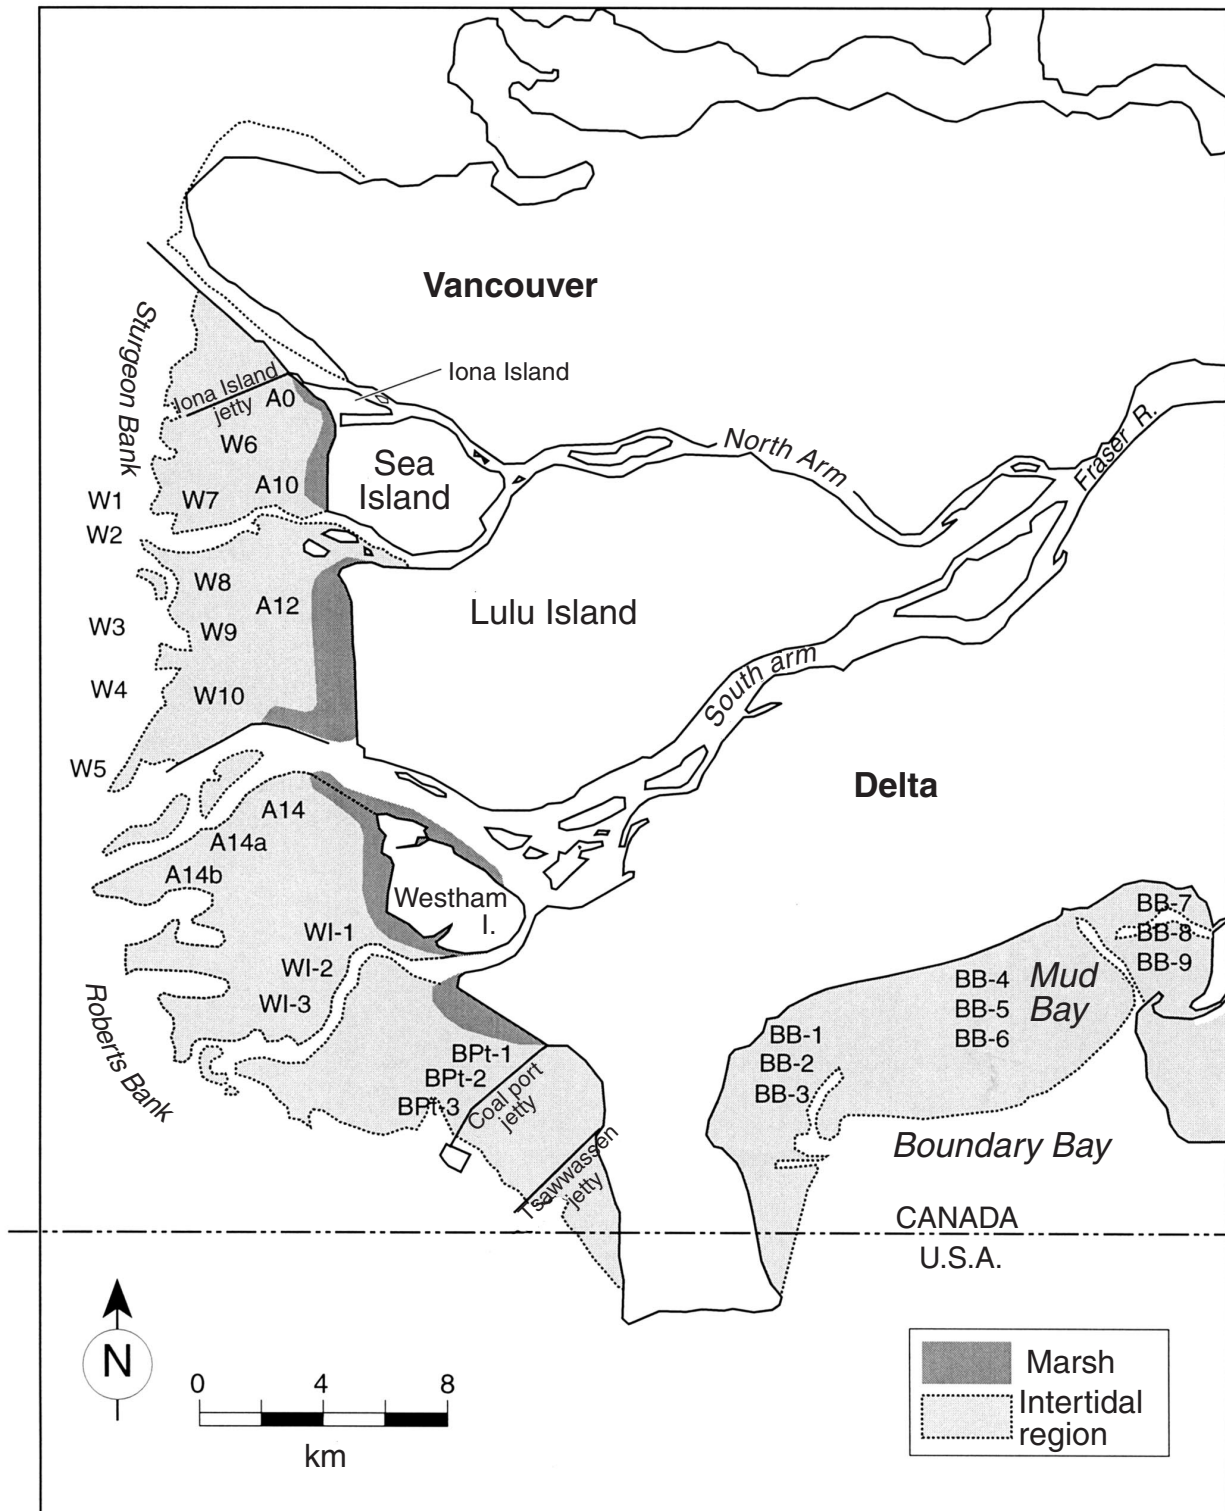 Vancouver
Sturgeon Bank
Iona Island
Iona Island
jetty
A0
W6
North Arm
Fraser R.
Sea
Island
A10
W1
W7
W2
W8
A12
Lulu Island
W3
W9
W4
W10
South arm
W5
Delta
A14
A14a
A14b
Westham
I.
BB-7
BB-8
BB-9
WI-1
WI-2
WI-3
BB-4
BB-5
BB-6
Mud
Bay
Roberts Bank
BB-1
BB-2
BB-3
BPt-1
BPt-2
BPt-3
Coal port
jetty
Tsawwassen
jetty
Boundary Bay
CANADA
U.S.A.
N
0 4 8
km
Marsh
Intertidal
region